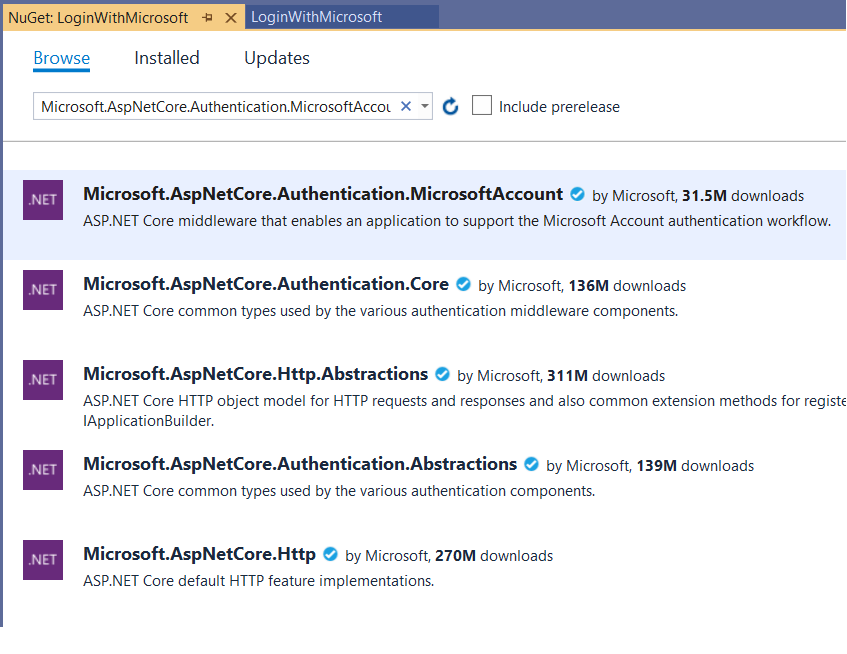 NuGet: LoginWithMicrosoft
LoginWithMicrosoft
Browse Installed Updates
Microsoft.AspNetCore.Authentication.MicrosoftAccou
Include prerelease
.NET
Microsoft.AspNetCore.Authentication.MicrosoftAccount by Microsoft, 31.5M downloads
ASP.NET Core middleware that enables an application to support the Microsoft Account authentication workflow.
.NET
Microsoft.AspNetCore.Authentication.Core by Microsoft, 136M downloads
ASP.NET Core common types used by the various authentication middleware components.
.NET
Microsoft.AspNetCore.Http.Abstractions by Microsoft, 311M downloads
ASP.NET Core HTTP object model for HTTP requests and responses and also common extension methods for registe
IApplicationBuilder.
.NET
Microsoft.AspNetCore.Authentication.Abstractions by Microsoft, 139M downloads
ASP.NET Core common types used by the various authentication components.
.NET
Microsoft.AspNetCore.Http by Microsoft, 270M downloads
ASP.NET Core default HTTP feature implementations.